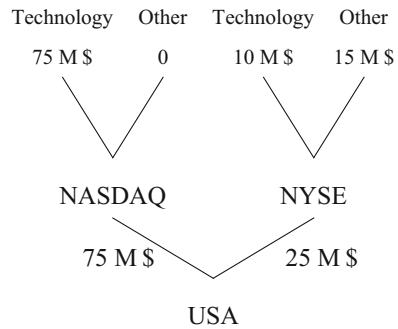 Technology Other Technology Other
75 M $ 0 10 M $ 15 M $
NASDAQ NYSE
75 M $ 25 M $
USA